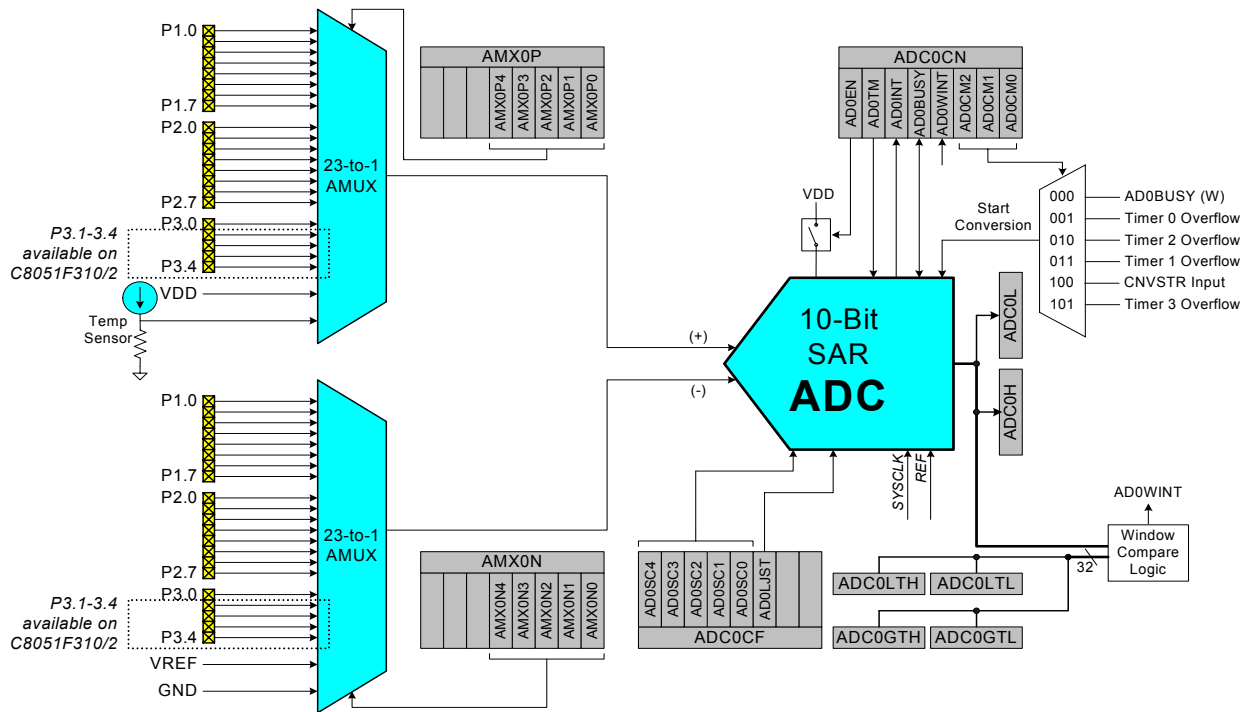 P1.0
P1.7
P2.0
P2.7
P3.0
P3.1-3.4
available on
C8051F310/2
P3.4
VDD
Temp
Sensor
23-to-1
AMUX
AMX0P
AMX0P4
AMX0P3
AMX0P2
AMX0P1
AMX0P0
ADC0CN
AD0EN
AD0TM
AD0INT
AD0BUSY
AD0WINT
AD0CM2
AD0CM1
AD0CM0
VDD
Start
Conversion
000 AD0BUSY (W)
001 Timer 0 Overflow
010 Timer 2 Overflow
011 Timer 1 Overflow
100 CNVSTR Input
101 Timer 3 Overflow
(+)
(-)
10-Bit
SAR
ADC
ADC0L
ADC0H
SYSCLK
REF
P1.0
P1.7
P2.0
P2.7
P3.0
P3.1-3.4
available on
C8051F310/2
P3.4
VREF
GND
23-to-1
AMUX
AMX0N
AMX0N4
AMX0N3
AMX0N2
AMX0N1
AMX0N0
AD0SC4
AD0SC3
AD0SC2
AD0SC1
AD0SC0
AD0LJST
ADC0CF
AD0WINT
Window
Compare
Logic
32
ADC0LTH
ADC0LTL
ADC0GTH
ADC0GTL